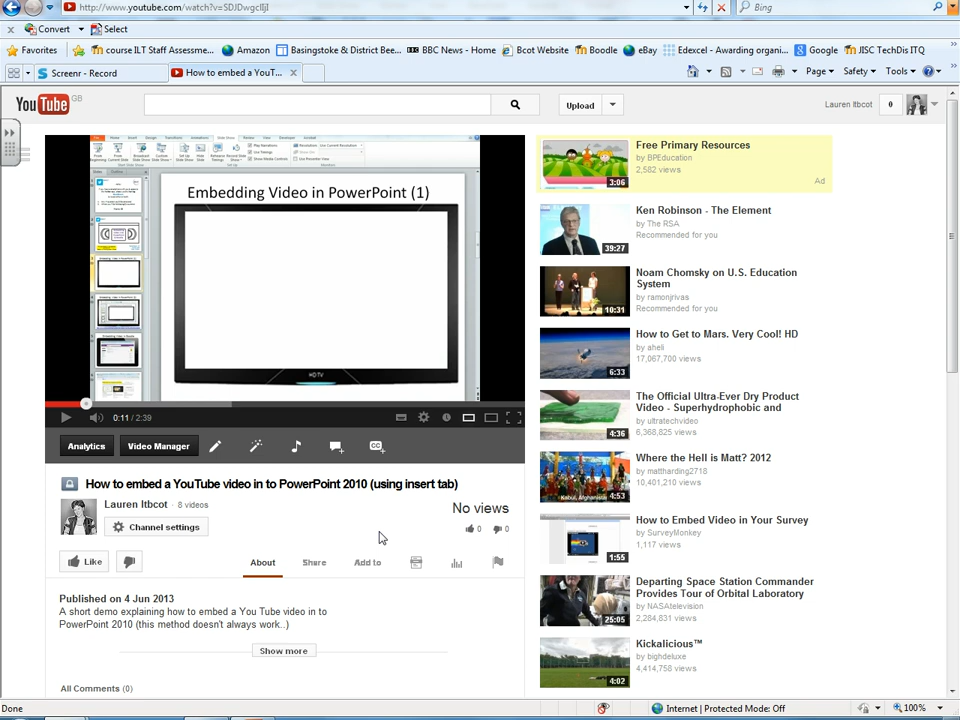 http://www.youtube.com/watch?v=SDJDwgcIljI
Bing
Convert
Select
Favorites
course ILT Staff Assessme...
Amazon
Basingstoke & District Bee...
BBC News - Home
Bcot Website
Moodle
eBay
Edexcel - Awarding organi...
Google
JISC TechDis ITQ
Screenr - Record
How to embed a YouT...
Page
Safety
Tools
YouTube GB
Upload
Lauren Itbcot
0
Embedding Video in PowerPoint (1)
HDTV
0:11 / 2:39
Analytics
Video Manager
CC
How to embed a YouTube video in to PowerPoint 2010 (using insert tab)
Lauren Itbcot · 8 videos
Channel settings
No views
0 0
Like
About
Share
Add to
Published on 4 Jun 2013
A short demo explaining how to embed a You Tube video in to
PowerPoint 2010 (this method doesn't always work..)
Show more
All Comments (0)
Free Primary Resources
by BPEducation
2,582 views
Ad
3:06
Ken Robinson - The Element
by The RSA
Recommended for you
39:27
Noam Chomsky on U.S. Education
System
by ramonjrivas
Recommended for you
10:31
How to Get to Mars. Very Cool! HD
by aheli
17,067,700 views
6:33
The Official Ultra-Ever Dry Product
Video - Superhydrophobic and
by ultratechvideo
6,368,825 views
4:36
Where the Hell is Matt? 2012
by mattharding2718
10,401,210 views
Kabul, Afghanistan
4:53
How to Embed Video in Your Survey
by SurveyMonkey
1,117 views
1:55
Departing Space Station Commander
Provides Tour of Orbital Laboratory
by NASAtelevision
2,284,831 views
25:05
Kickalicious™
by bighdeluxe
4,414,758 views
4:02
Done
Internet | Protected Mode: Off
100%